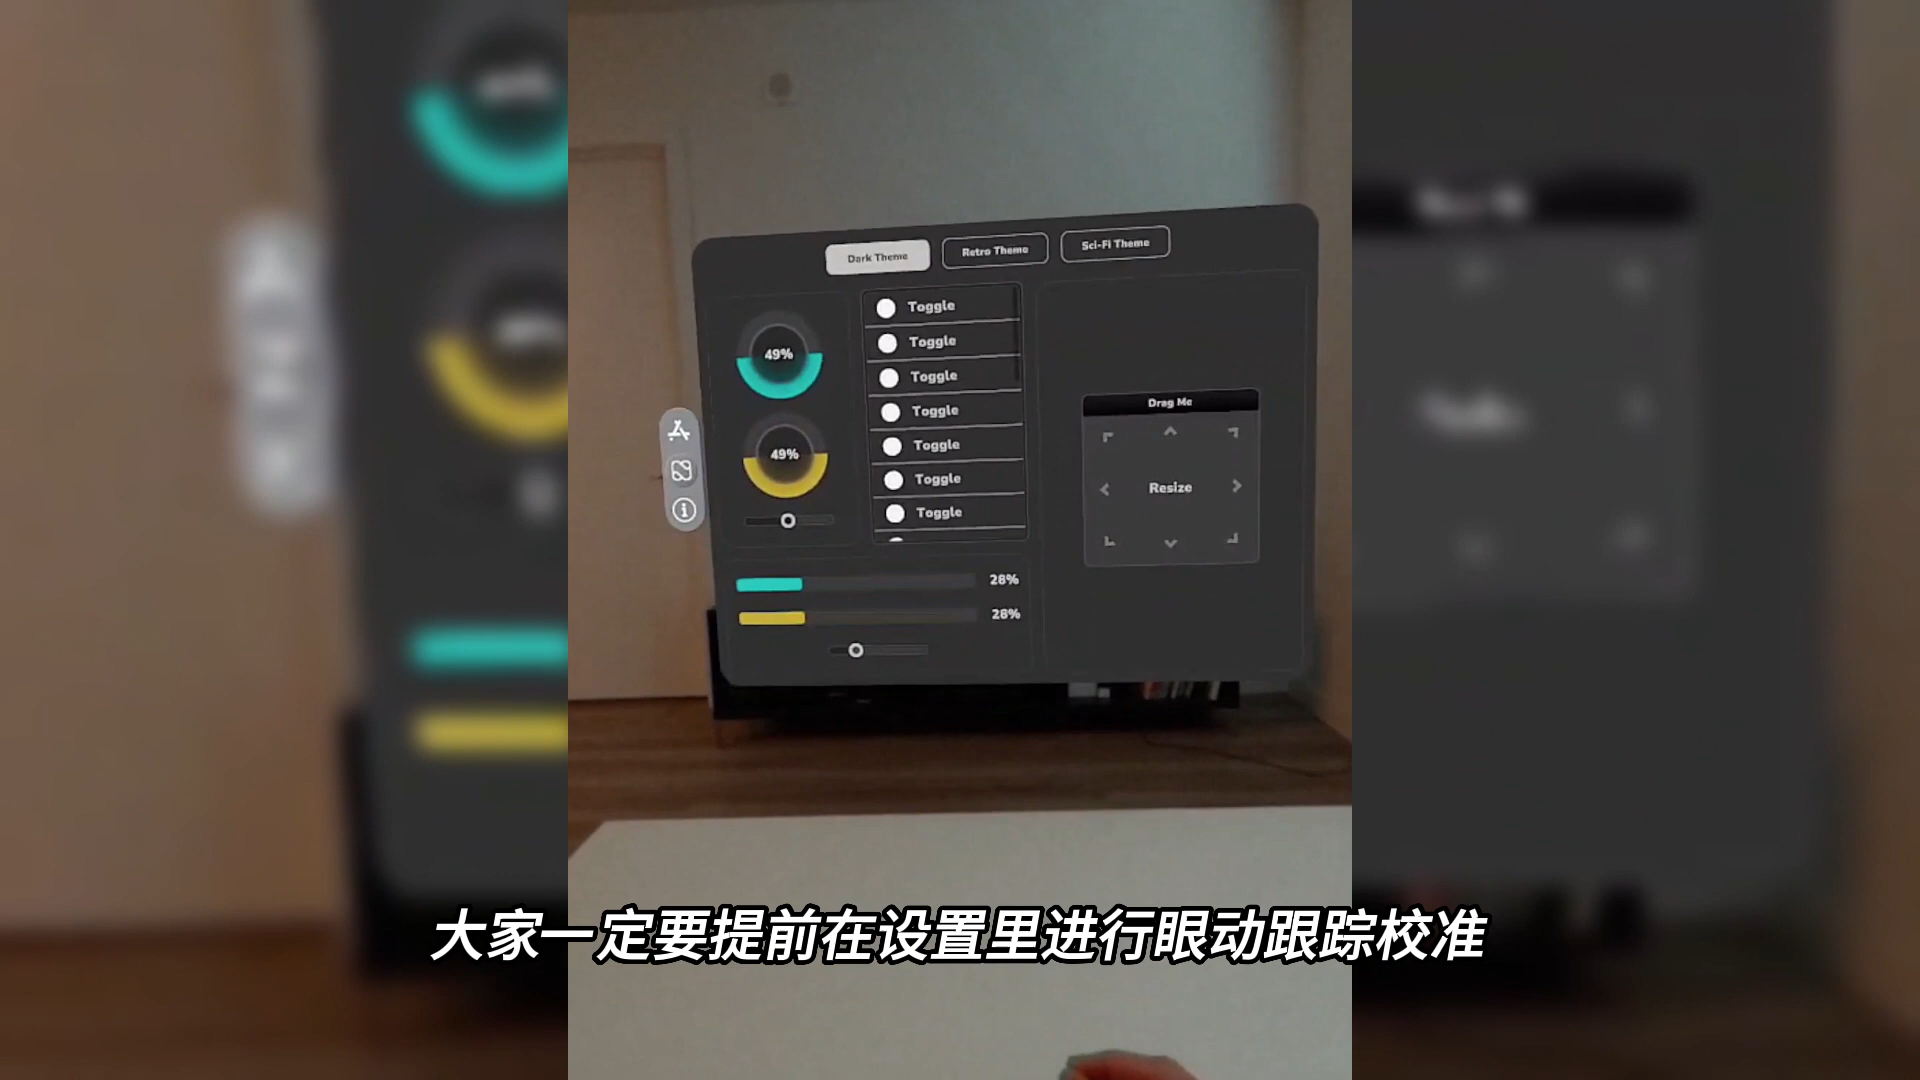 Dark Theme
Retro Theme
Sci-Fi Theme
49%
49%
Toggle
Toggle
Toggle
Toggle
Toggle
Toggle
Toggle
Drag Me
Resize
28%
28%
大家一定要提前在设置里进行眼动跟踪校准